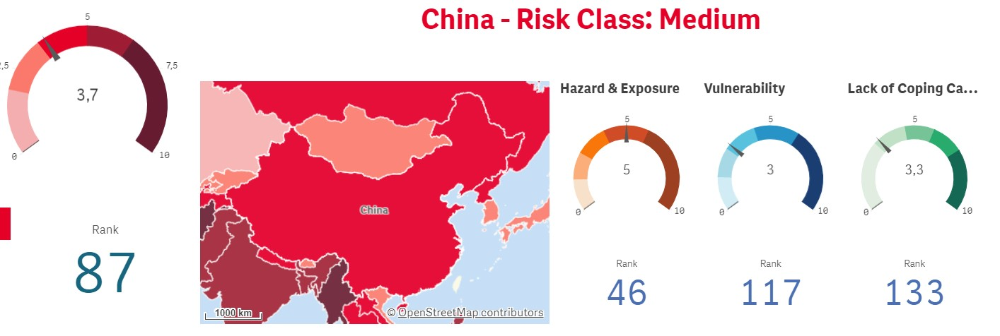 China - Risk Class: Medium
5
2,5
7,5
3,7
0
10
Rank
87
China
1000 km
© OpenStreetMap contributors
Hazard & Exposure
5
5
0
10
Rank
46
Vulnerability
5
3
0
10
Rank
117
Lack of Coping Ca...
5
3,3
0
10
Rank
133